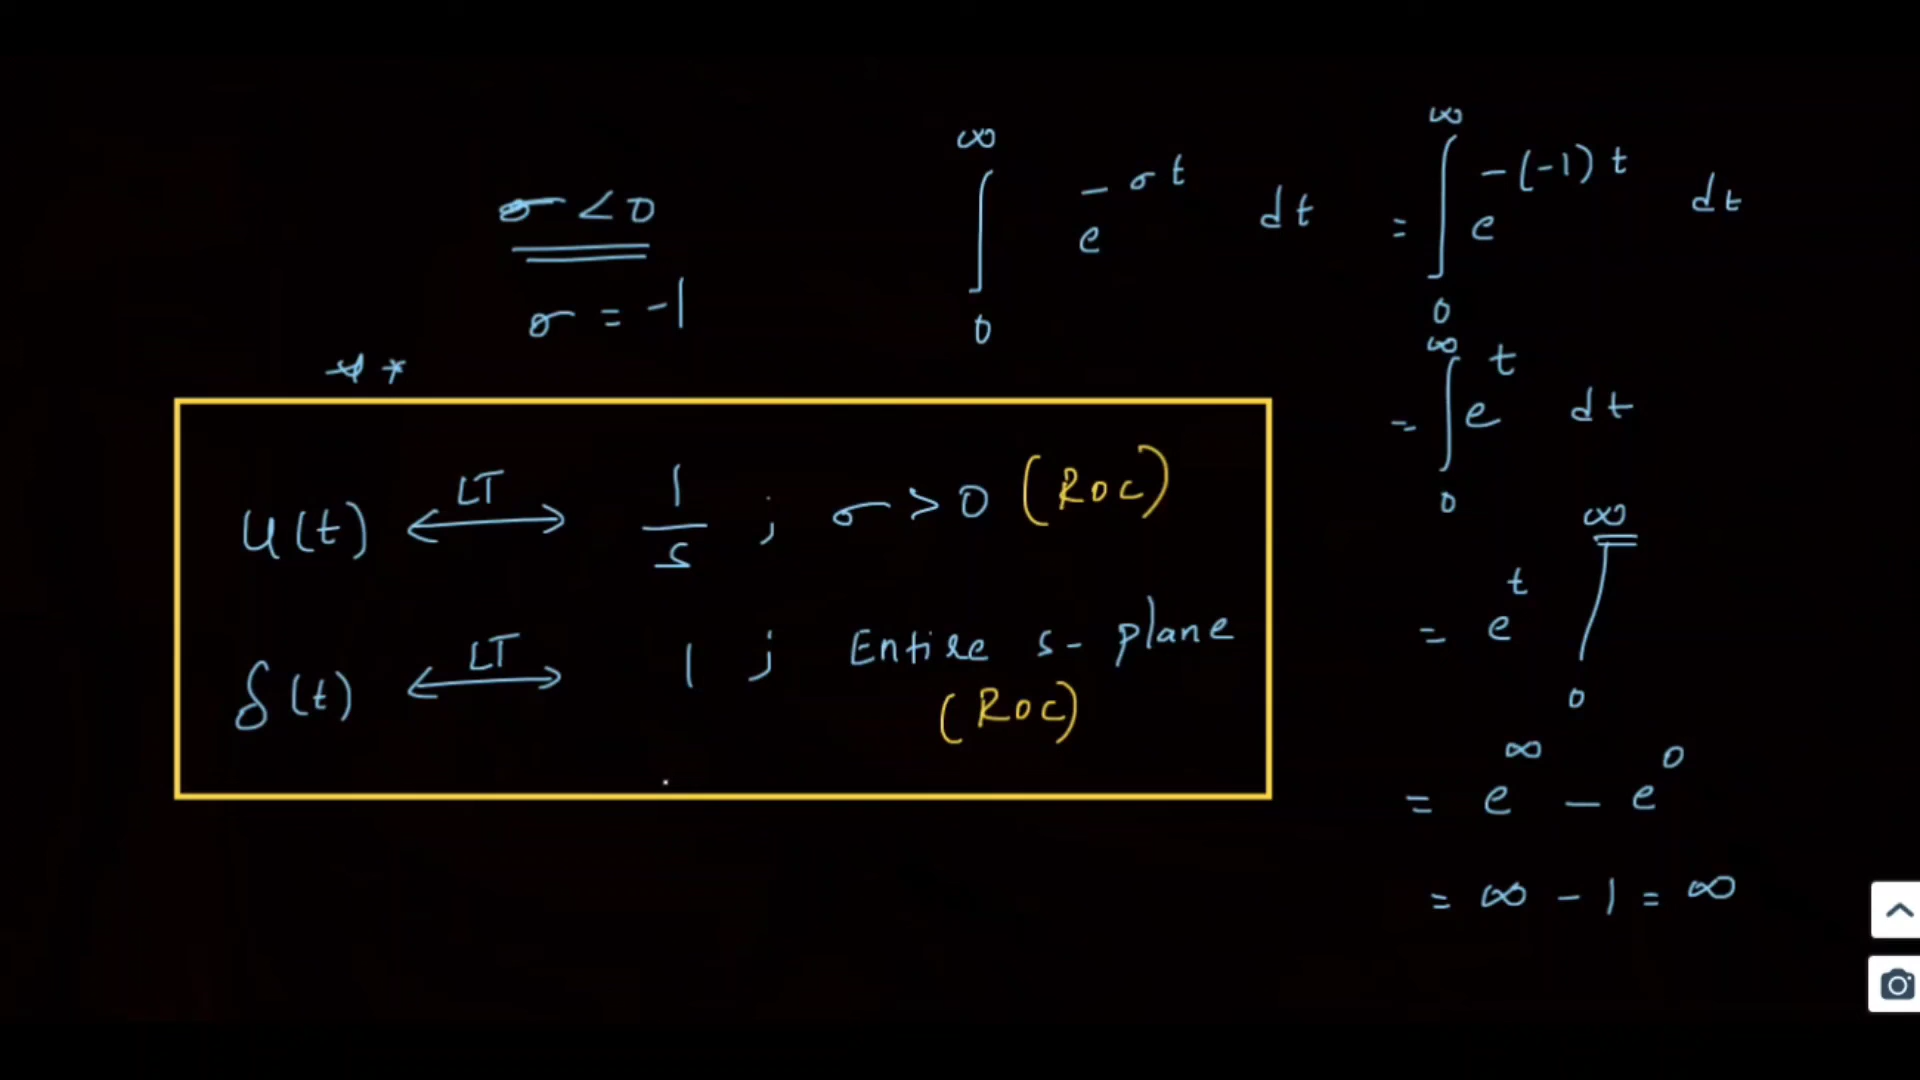 σ < 0
σ = -1
∫₀^∞ e^(-σt) dt = ∫₀^∞ e^(-(-1)t) dt
= ∫₀^∞ e^t dt
= e^t |₀^∞
= e^∞ - e^0
= ∞ - 1 = ∞
* *
u(t) ←LT→ 1/s ; σ > 0 (ROC)
δ(t) ←LT→ 1 ; Entire s-plane
(ROC)